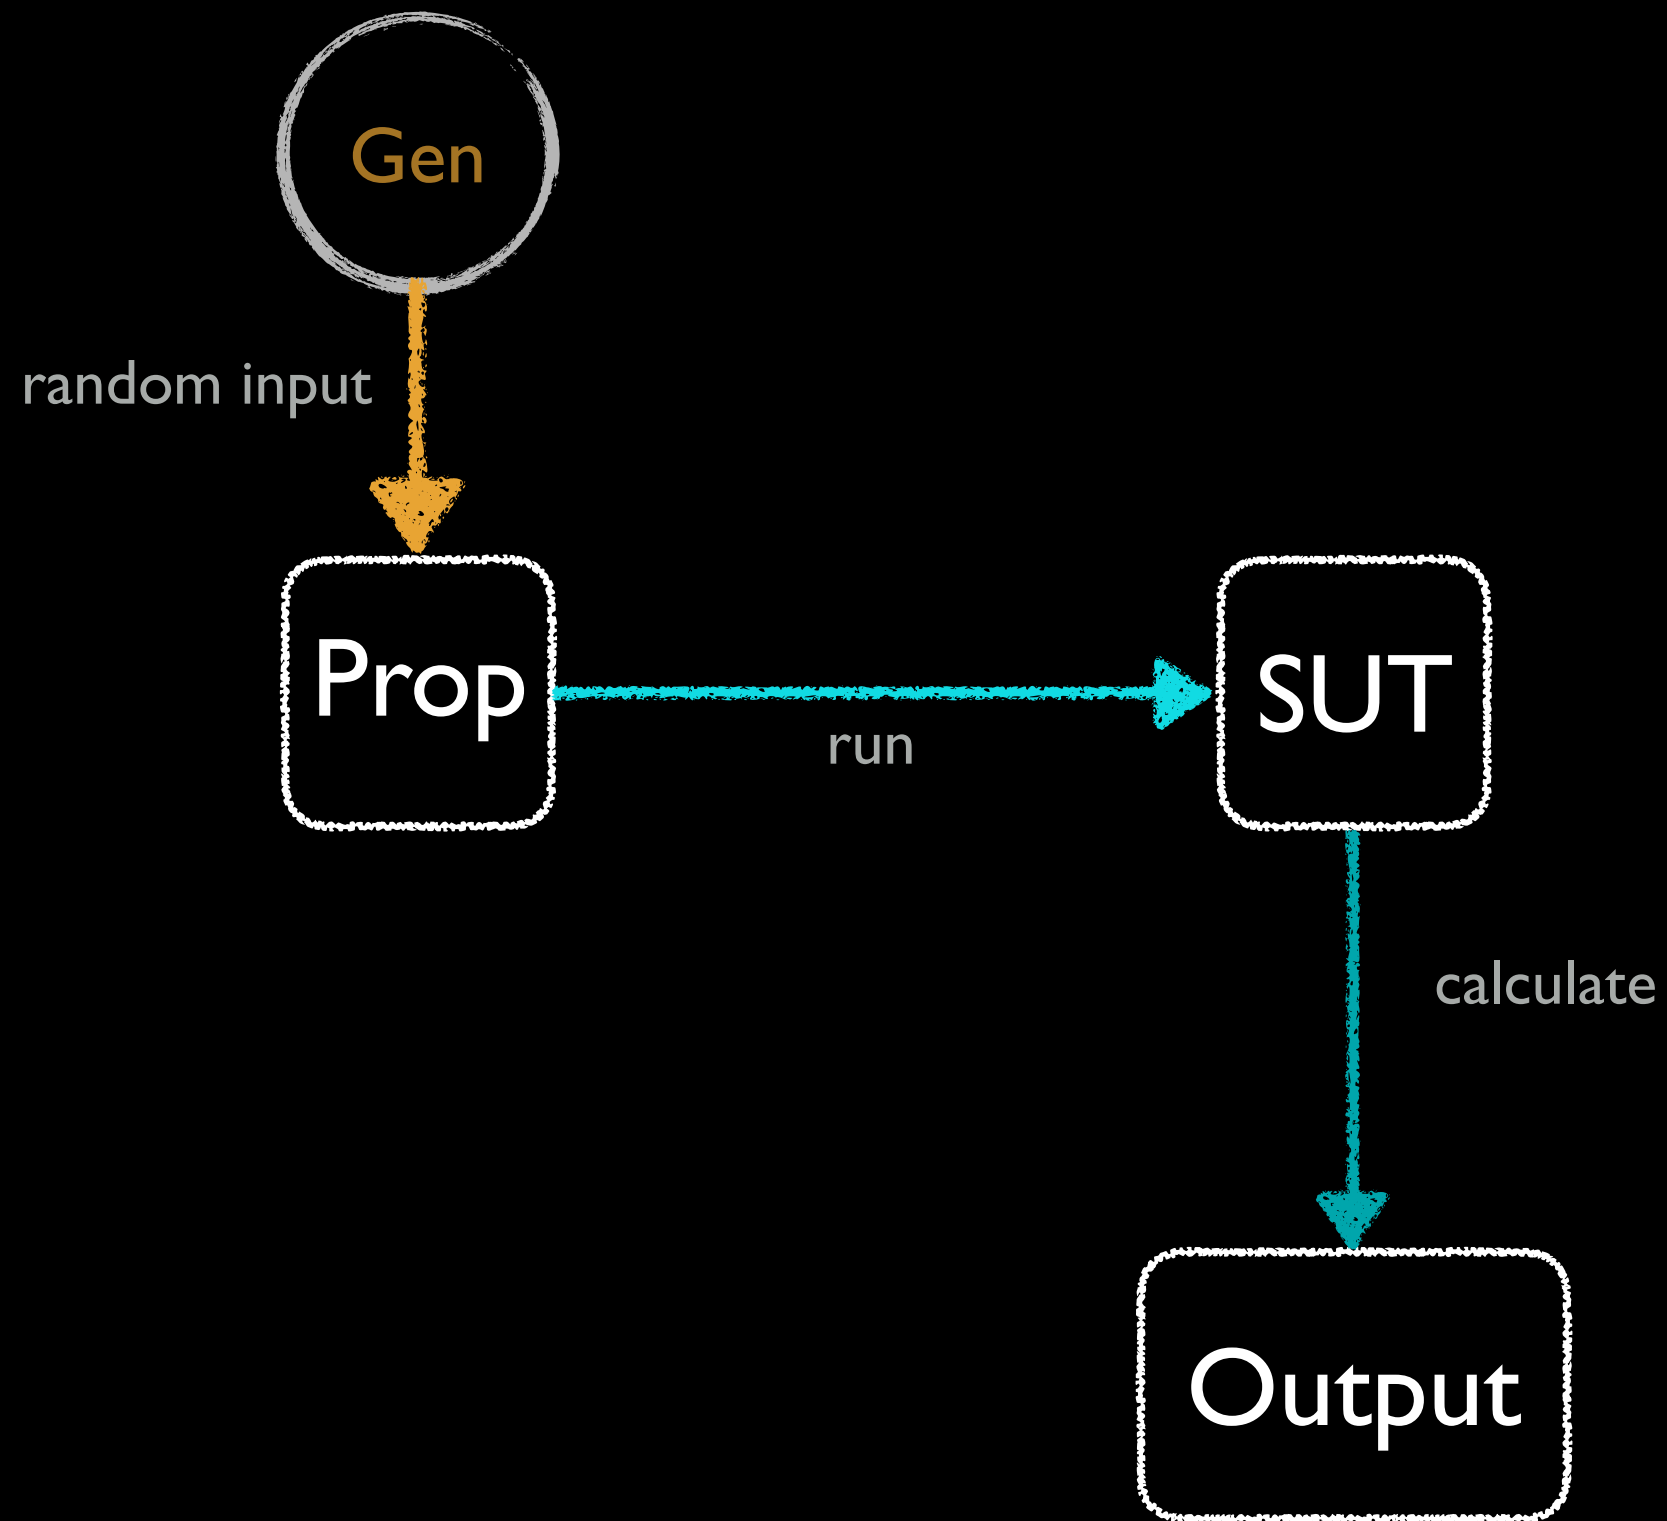 Gen
random input
Prop
run
SUT
calculate
Output